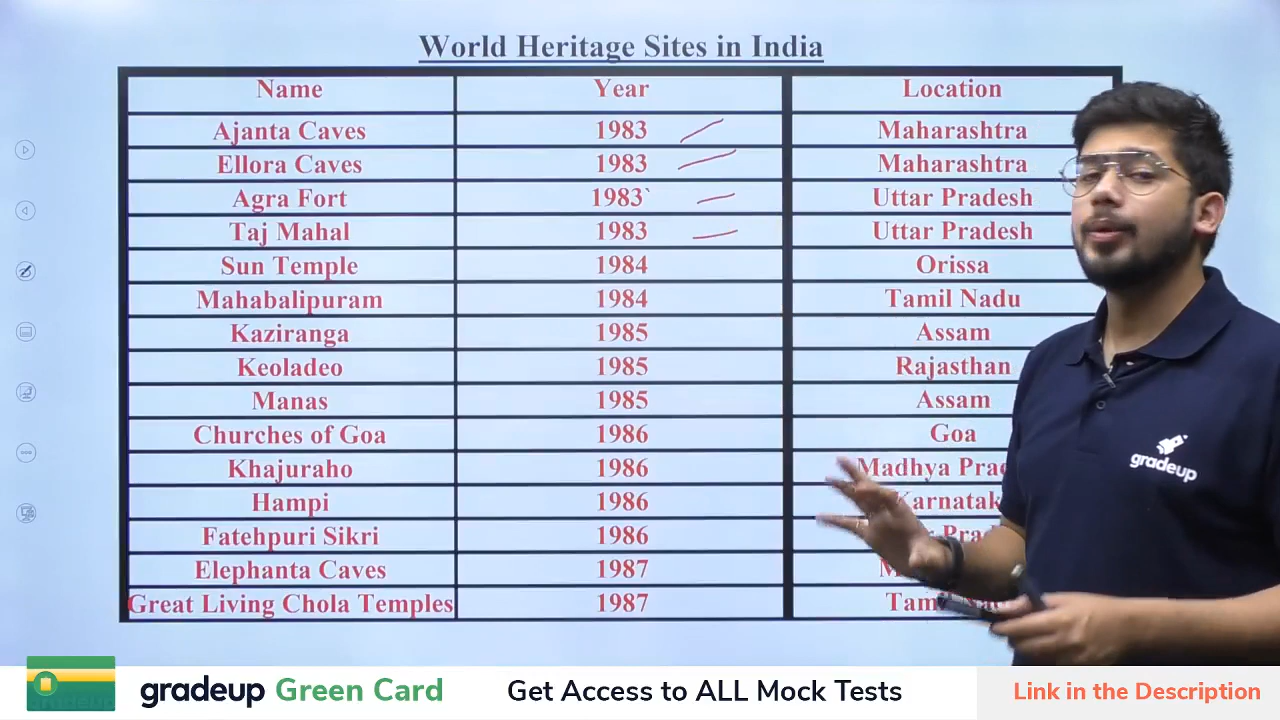 World Heritage Sites in India
Name Year Location
Ajanta Caves 1983 Maharashtra
Ellora Caves 1983 Maharashtra
Agra Fort 1983` Uttar Pradesh
Taj Mahal 1983 Uttar Pradesh
Sun Temple 1984 Orissa
Mahabalipuram 1984 Tamil Nadu
Kaziranga 1985 Assam
Keoladeo 1985 Rajasthan
Manas 1985 Assam
Churches of Goa 1986 Goa
Khajuraho 1986 Madhya
Hampi 1986
Fatehpuri Sikri 1986
Elephanta Caves 1987
Great Living Chola Temples 1987
gradeup
gradeup Green Card Get Access to ALL Mock Tests Link in the Description